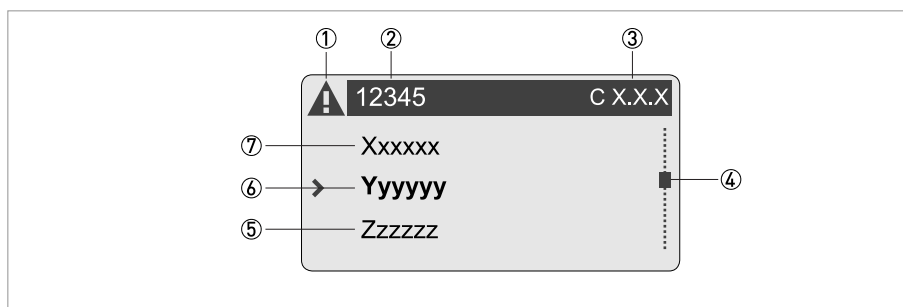 ① ② ③
12345 C X.X.X
⑦ Xxxxxx
⑥ Yyyyyy ④
⑤ Zzzzzz